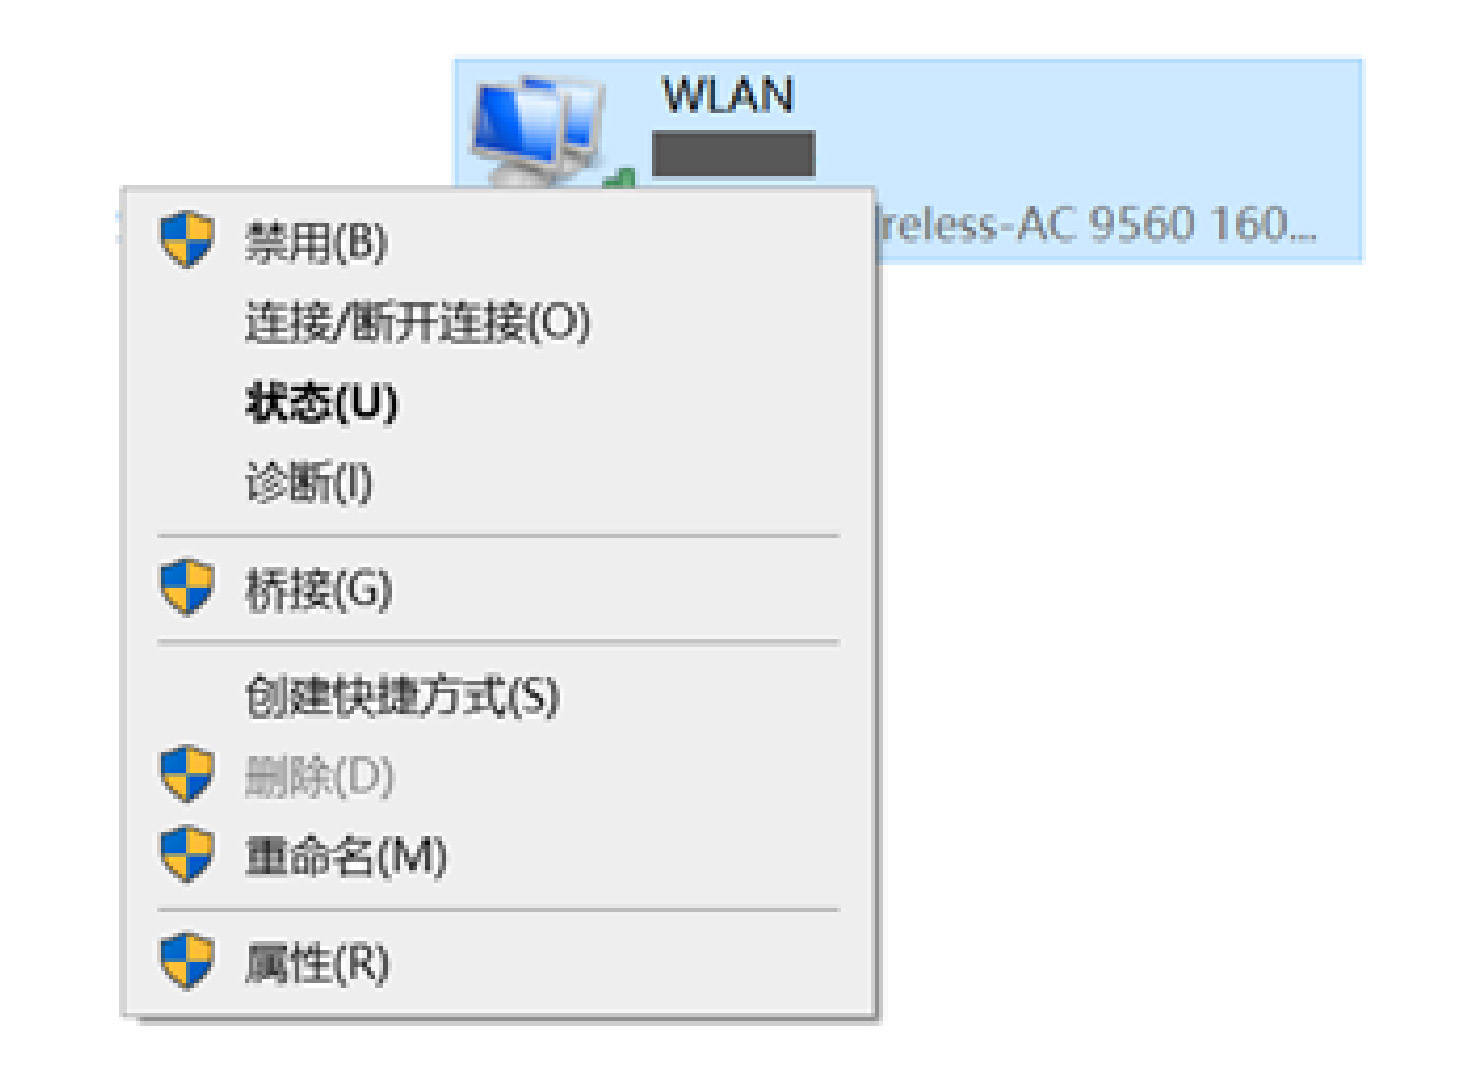 WLAN
reless-AC 9560 160...
禁用(B)
连接/断开连接(O)
状态(U)
诊断(I)
桥接(G)
创建快捷方式(S)
删除(D)
重命名(M)
属性(R)